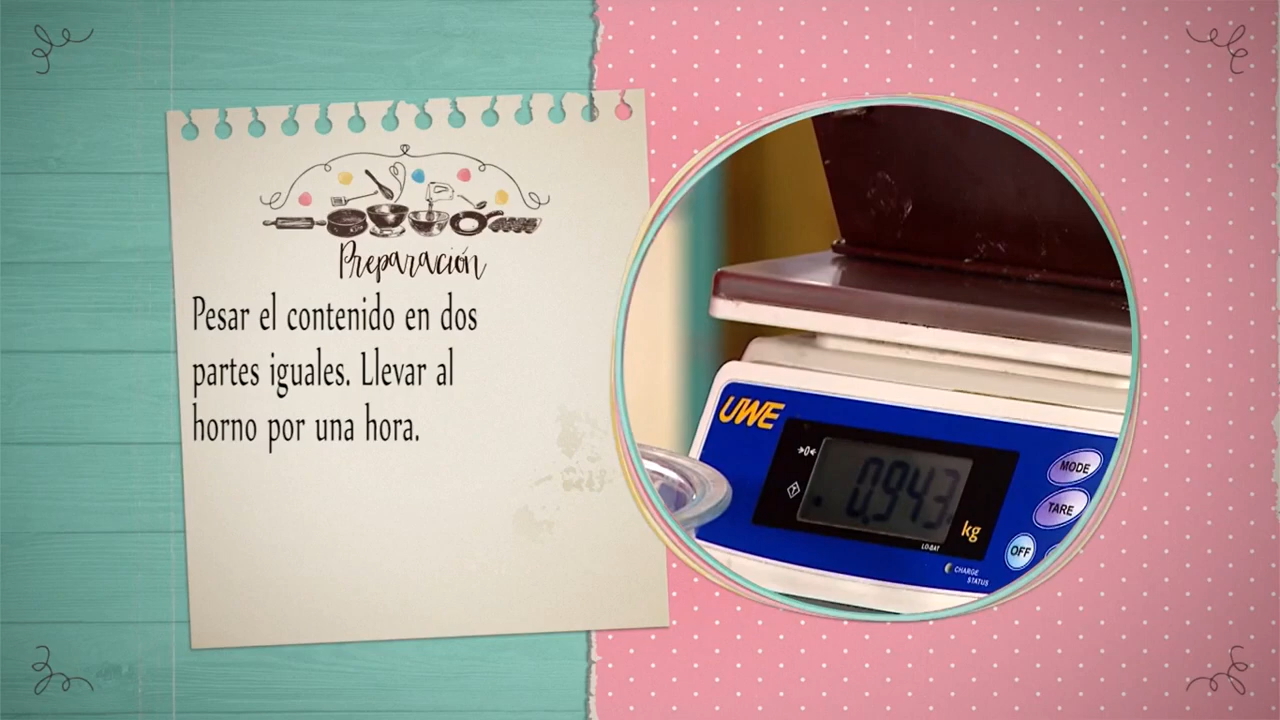 Preparación
Pesar el contenido en dos
partes iguales. Llevar al
horno por una hora.
UWE
→0←
0.943
kg
MODE
TARE
OFF
LO-BAT
CHARGE
STATUS